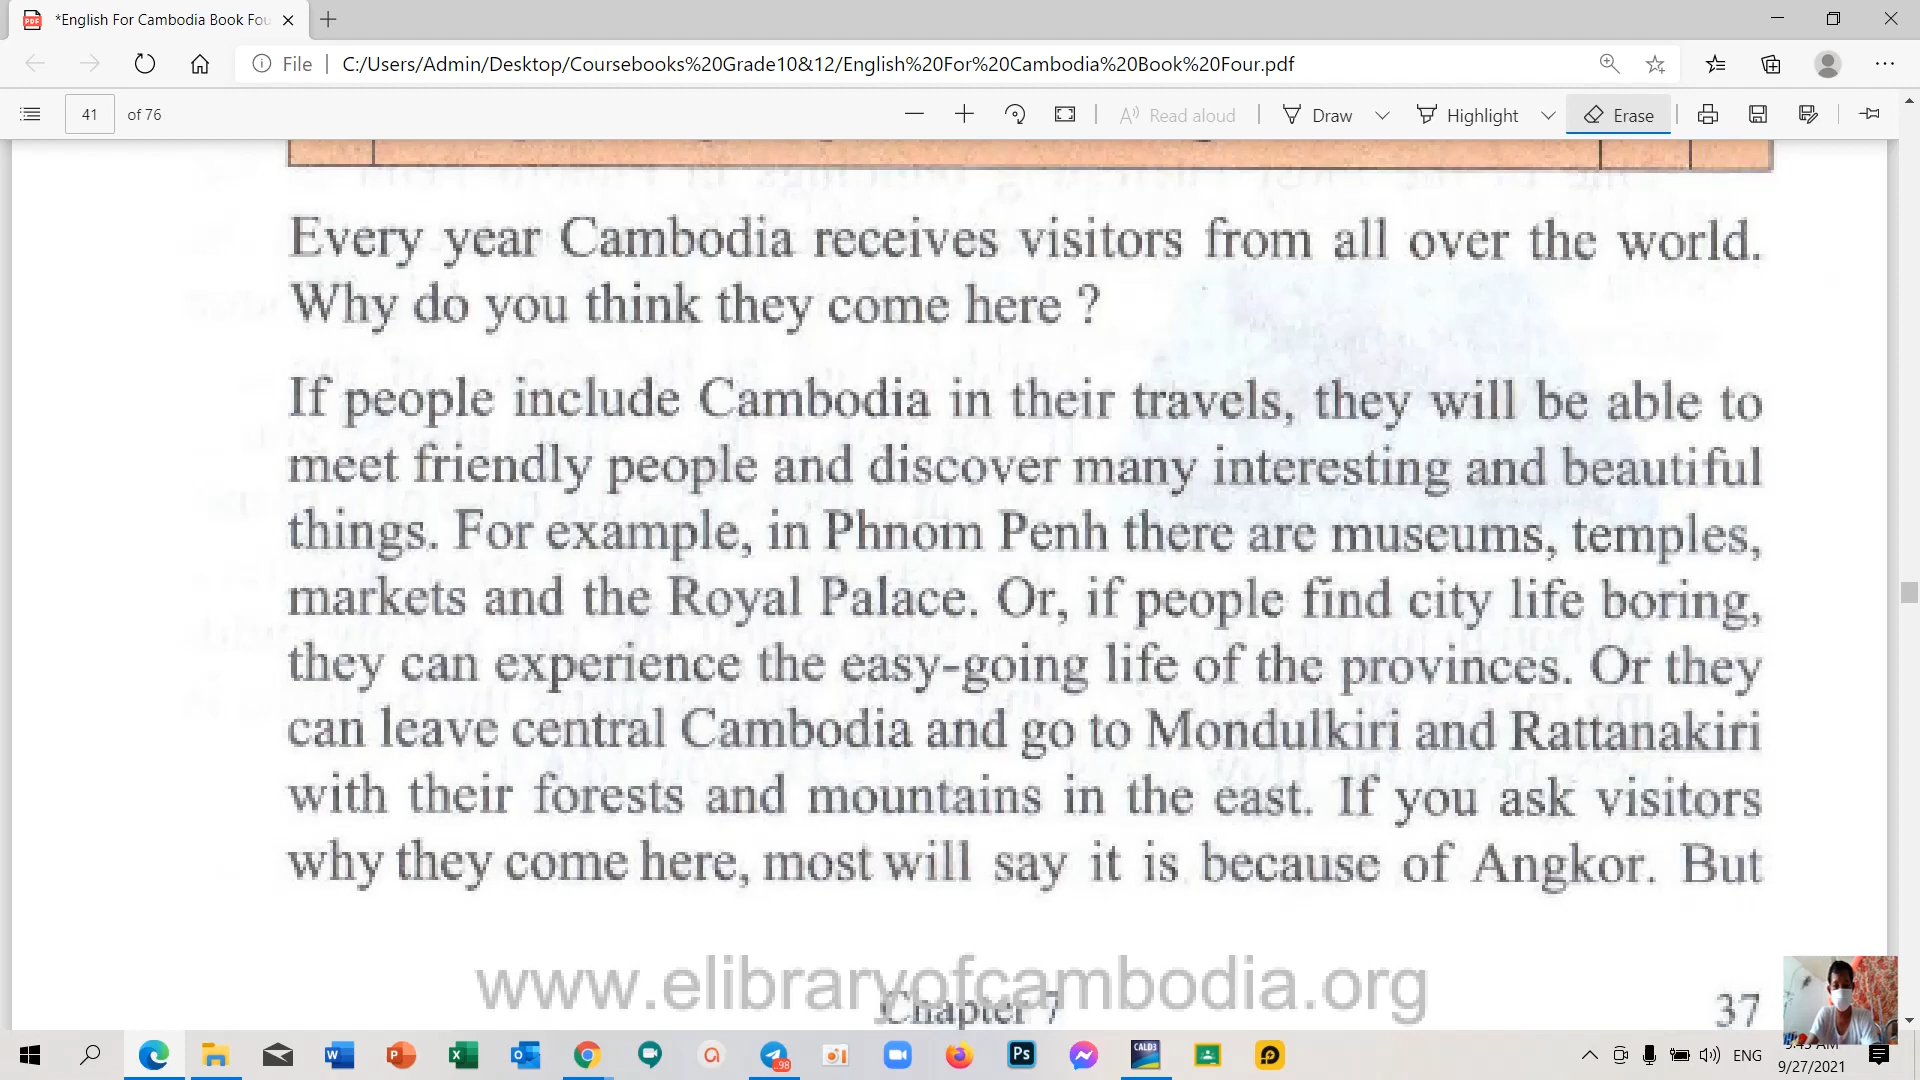 *English For Cambodia Book Fou
File
C:/Users/Admin/Desktop/Coursebooks%20Grade10&12/English%20For%20Cambodia%20Book%20Four.pdf
41 of 76
Read aloud
Draw
Highlight
Erase
Every year Cambodia receives visitors from all over the world.
Why do you think they come here ?
If people include Cambodia in their travels, they will be able to
meet friendly people and discover many interesting and beautiful
things. For example, in Phnom Penh there are museums, temples,
markets and the Royal Palace. Or, if people find city life boring,
they can experience the easy-going life of the provinces. Or they
can leave central Cambodia and go to Mondulkiri and Rattanakiri
with their forests and mountains in the east. If you ask visitors
why they come here, most will say it is because of Angkor. But
www.elibraryofcambodia.org
Chapter 7
37
CALD3
98
Ps
ENG
9/27/2021